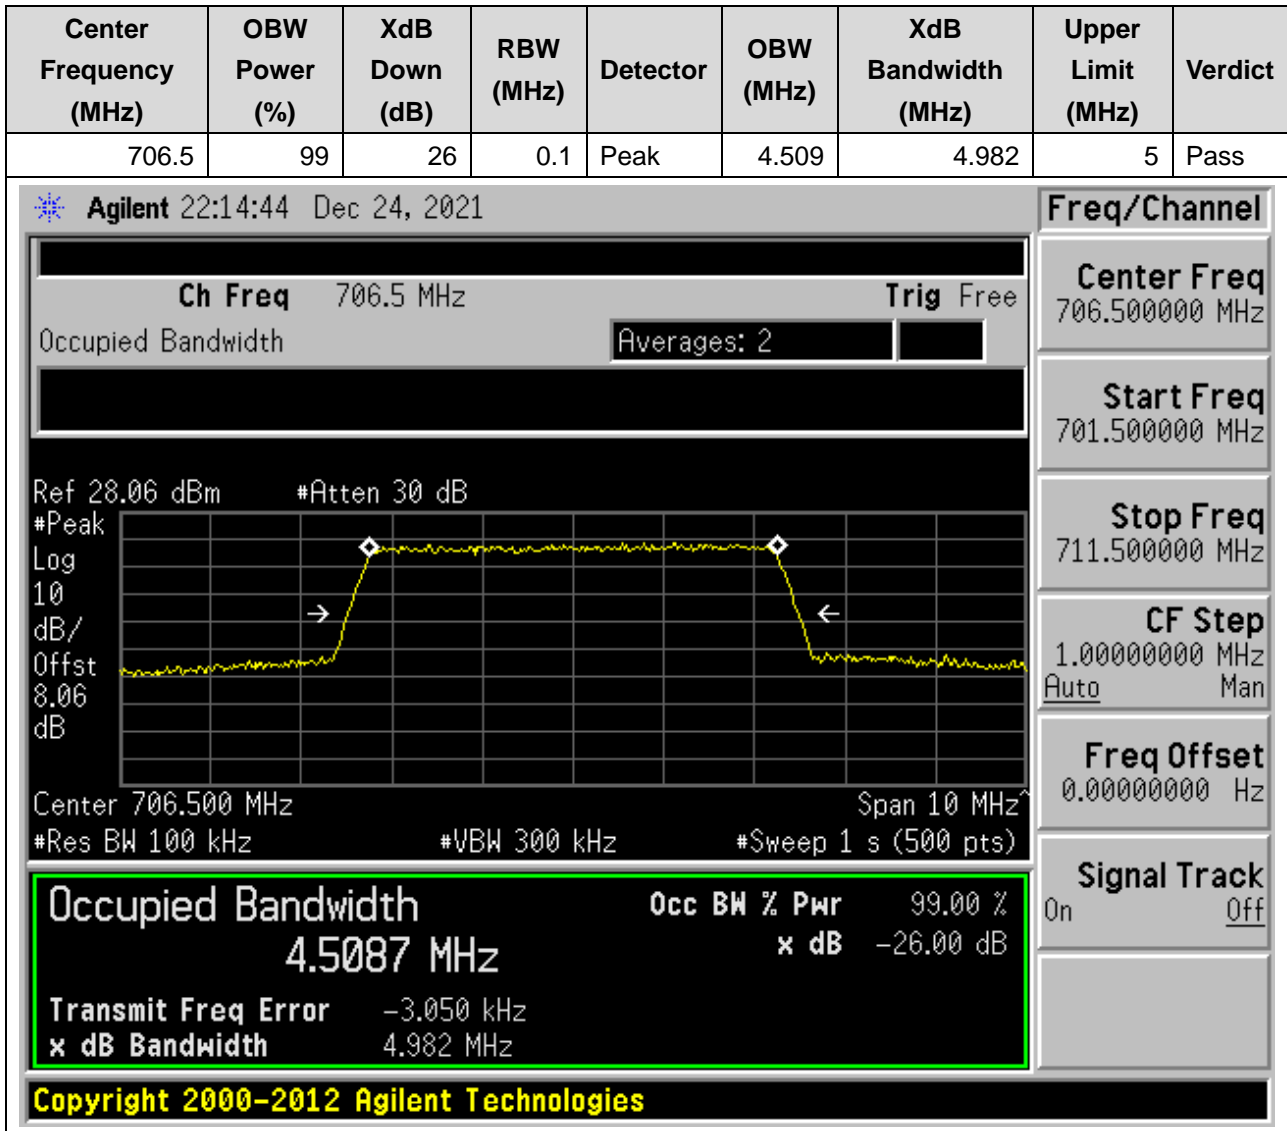 Center Frequency (MHz) OBW Power (%) XdB Down (dB) RBW (MHz) Detector OBW (MHz) XdB Bandwidth (MHz) Upper Limit (MHz) Verdict
706.5 99 26 0.1 Peak 4.509 4.982 5 Pass
Agilent 22:14:44 Dec 24, 2021
Ch Freq 706.5 MHz Trig Free
Occupied Bandwidth Averages: 2
Ref 28.06 dBm #Atten 30 dB
#Peak
Log
10
dB/
Offst
8.06
dB
Center 706.500 MHz Span 10 MHz^
#Res BW 100 kHz #VBW 300 kHz #Sweep 1 s (500 pts)
Occupied Bandwidth Occ BW % Pwr 99.00 %
4.5087 MHz x dB -26.00 dB
Transmit Freq Error -3.050 kHz
x dB Bandwidth 4.982 MHz
Copyright 2000-2012 Agilent Technologies
Freq/Channel
Center Freq
706.500000 MHz
Start Freq
701.500000 MHz
Stop Freq
711.500000 MHz
CF Step
1.00000000 MHz
Auto Man
Freq Offset
0.00000000 Hz
Signal Track
On Off